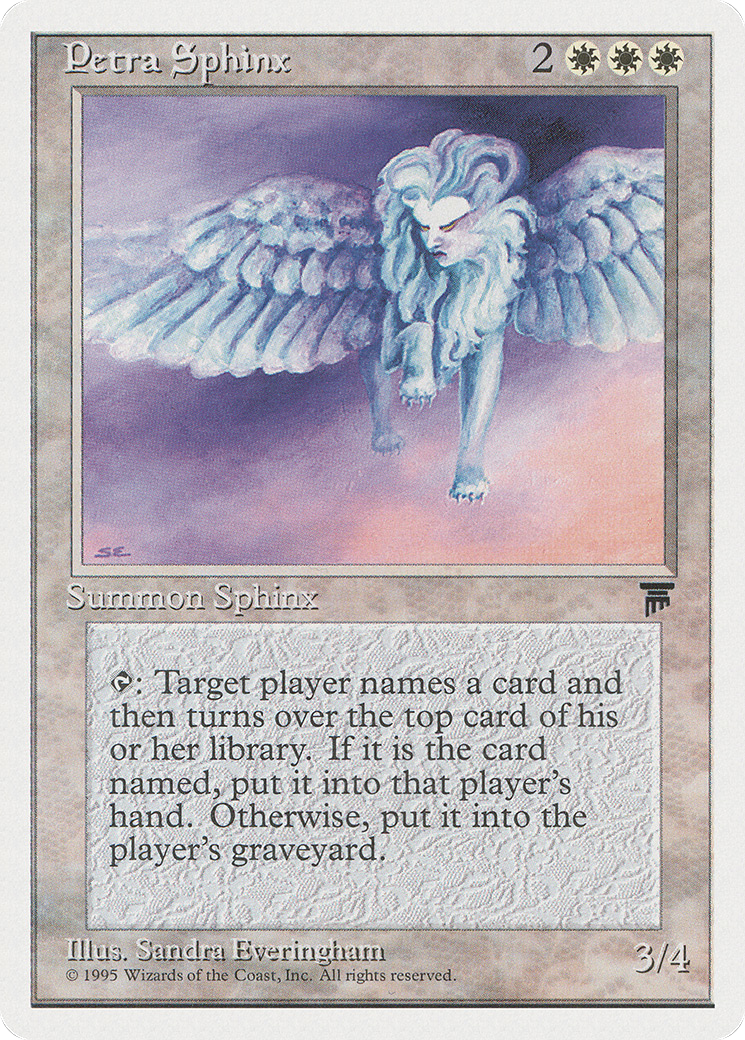 Petra Sphinx 2
SE
Summon Sphinx
: Target player names a card and
then turns over the top card of his
or her library. If it is the card
named, put it into that player's
hand. Otherwise, put it into the
player's graveyard.
Illus. Sandra Everingham
3/4
© 1995 Wizards of the Coast, Inc. All rights reserved.